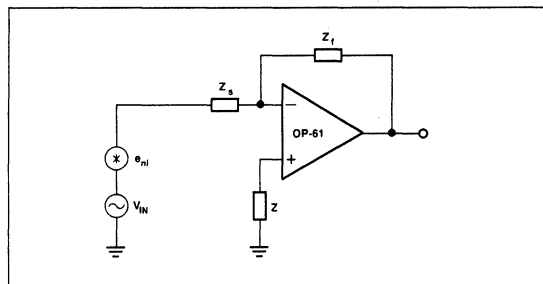 Z_f
Z_s
−
OP-61
+
e_ni
Z
V_IN